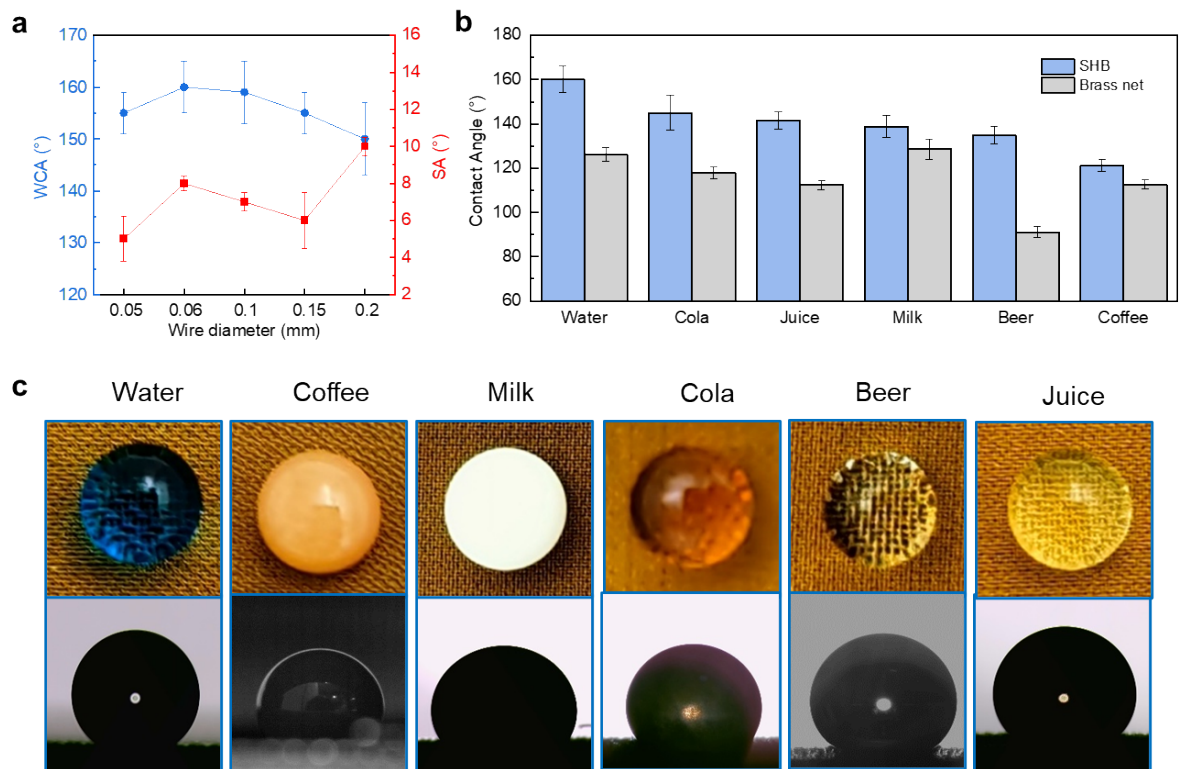 a
170
160
150
140
130
120
WCA (°)
16
14
12
10
8
6
4
2
SA (°)
0.05 0.06 0.1 0.15 0.2
Wire diameter (mm)
b
180
160
140
120
100
80
60
Contact Angle (°)
SHB
Brass net
Water Cola Juice Milk Beer Coffee
c
Water Coffee Milk Cola Beer Juice